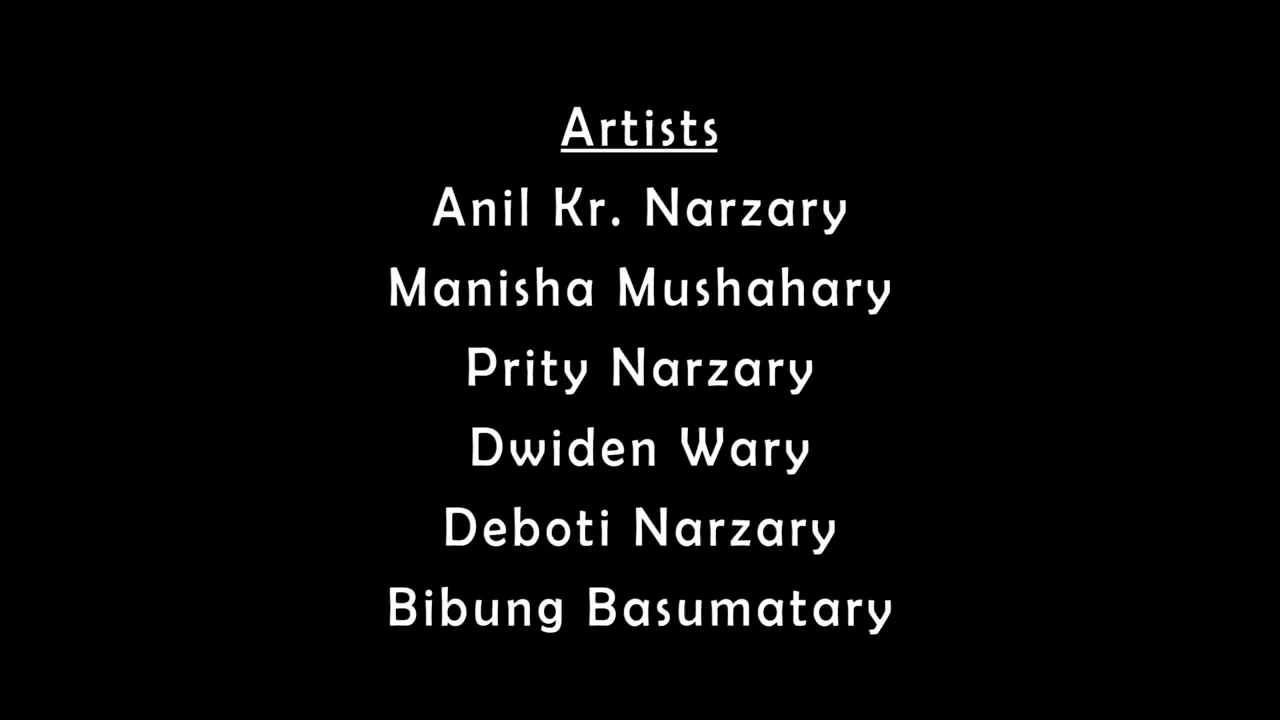 Artists
Anil Kr. Narzary
Manisha Mushahary
Prity Narzary
Dwiden Wary
Deboti Narzary
Bibung Basumatary